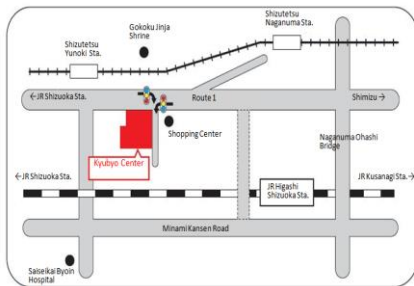 Shizutetsu
Naganuma Sta.
Gokoku Jinja
Shrine
Shizutetsu
Yunoki Sta.
←JR Shizuoka Sta.
Route 1
Shimizu→
Shopping Center
Naganuma Ohashi
Bridge
Kyubyo Center
←JR Shizuoka Sta.
JR Kusanagi Sta.→
JR Higashi
Shizuoka Sta.
Minami Kansen Road
Saiseikai Byoin
Hospital